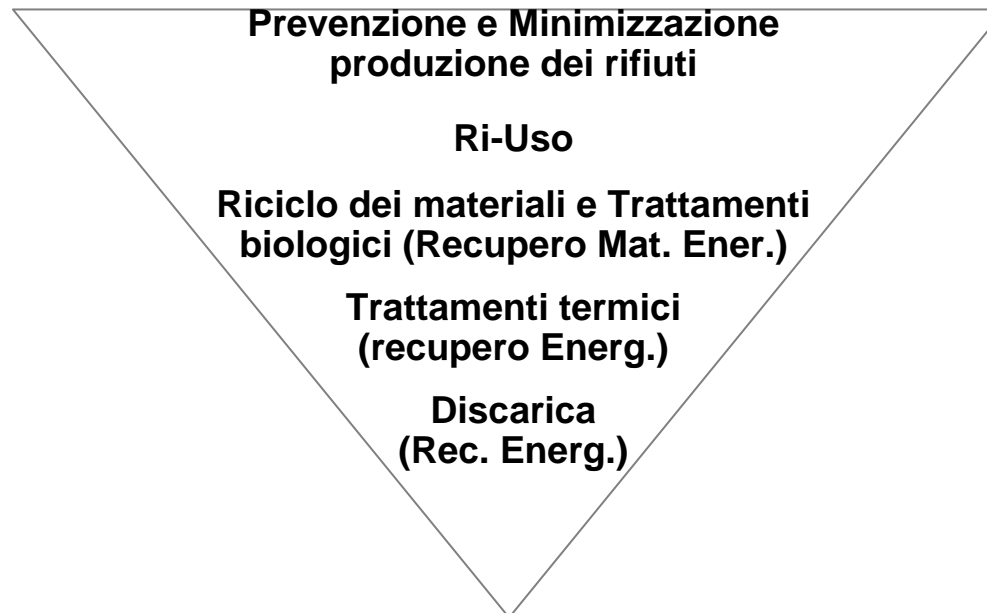 Prevenzione e Minimizzazione
produzione dei rifiuti
Ri-Uso
Riciclo dei materiali e Trattamenti
biologici (Recupero Mat. Ener.)
Trattamenti termici
(recupero Energ.)
Discarica
(Rec. Energ.)